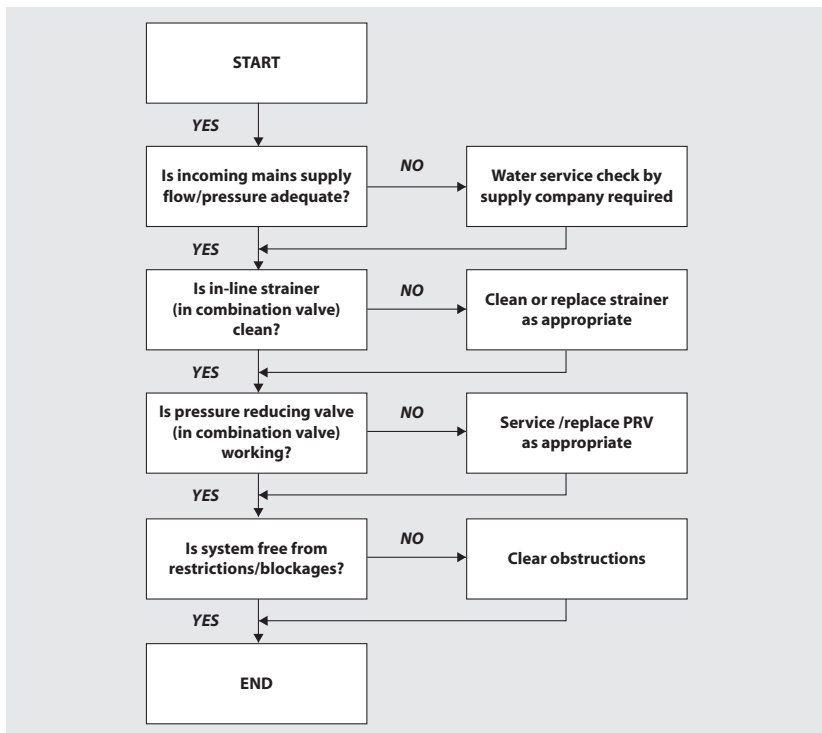 START
YES
Is incoming mains supply
flow/pressure adequate?
NO
Water service check by
supply company required
YES
Is in-line strainer
(in combination valve)
clean?
NO
Clean or replace strainer
as appropriate
YES
Is pressure reducing valve
(in combination valve)
working?
NO
Service /replace PRV
as appropriate
YES
Is system free from
restrictions/blockages?
NO
Clear obstructions
YES
END